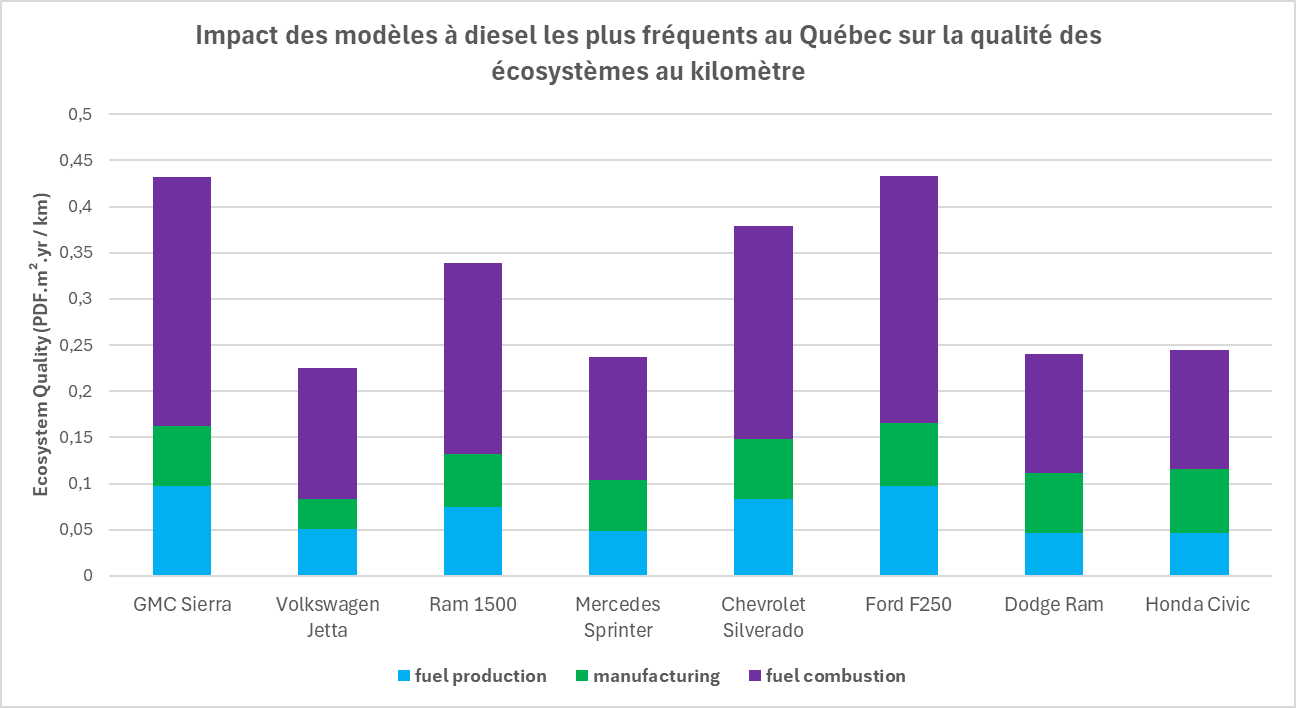 Impact des modèles à diesel les plus fréquents au Québec sur la qualité des
écosystèmes au kilomètre
Ecosystem Quality (PDF.m².yr / km)
0,5
0,45
0,4
0,35
0,3
0,25
0,2
0,15
0,1
0,05
0
GMC Sierra
Volkswagen
Jetta
Ram 1500
Mercedes
Sprinter
Chevrolet
Silverado
Ford F250
Dodge Ram
Honda Civic
fuel production
manufacturing
fuel combustion